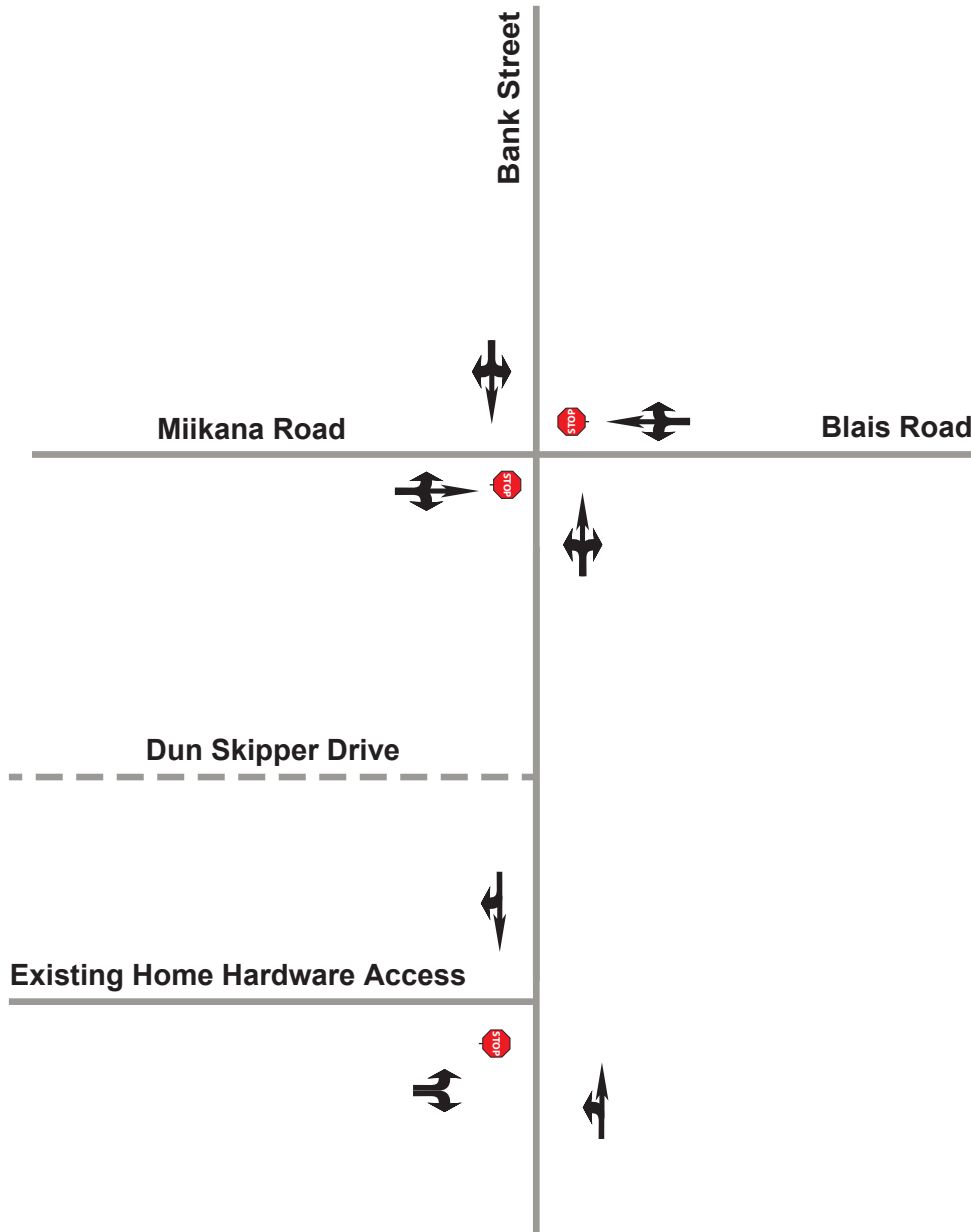 Bank Street
STOP
Miikana Road
Blais Road
STOP
Dun Skipper Drive
Existing Home Hardware Access
STOP